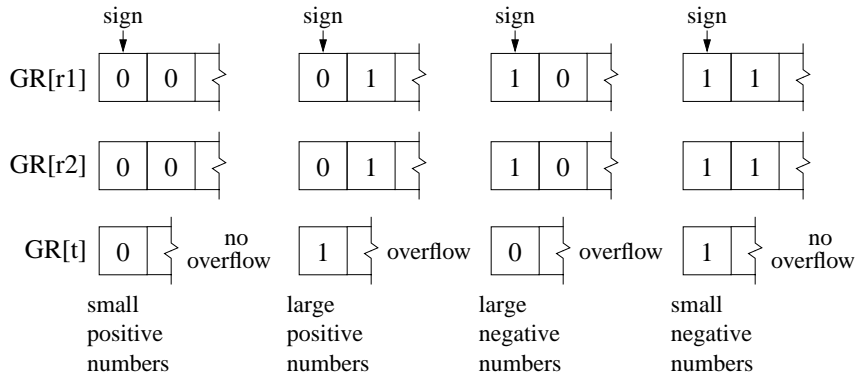 sign sign sign sign
GR[r1] 0 0 0 1 1 0 1 1
GR[r2] 0 0 0 1 1 0 1 1
GR[t] 0 no overflow 1 overflow 0 overflow 1 no overflow
small large large small
positive positive negative negative
numbers numbers numbers numbers